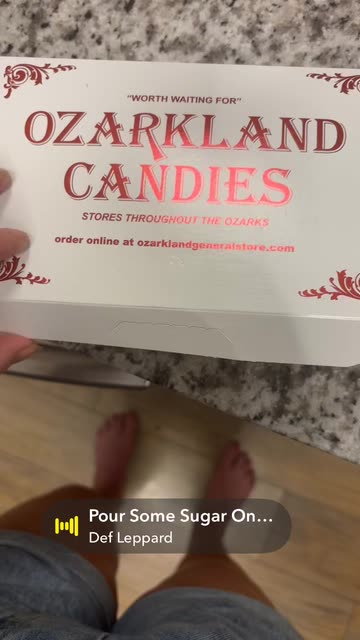 "WORTH WAITING FOR"
OZARKLAND
CANDIES
STORES THROUGHOUT THE OZARKS
order online at ozarklandgeneralstore.com
Pour Some Sugar On...
Def Leppard